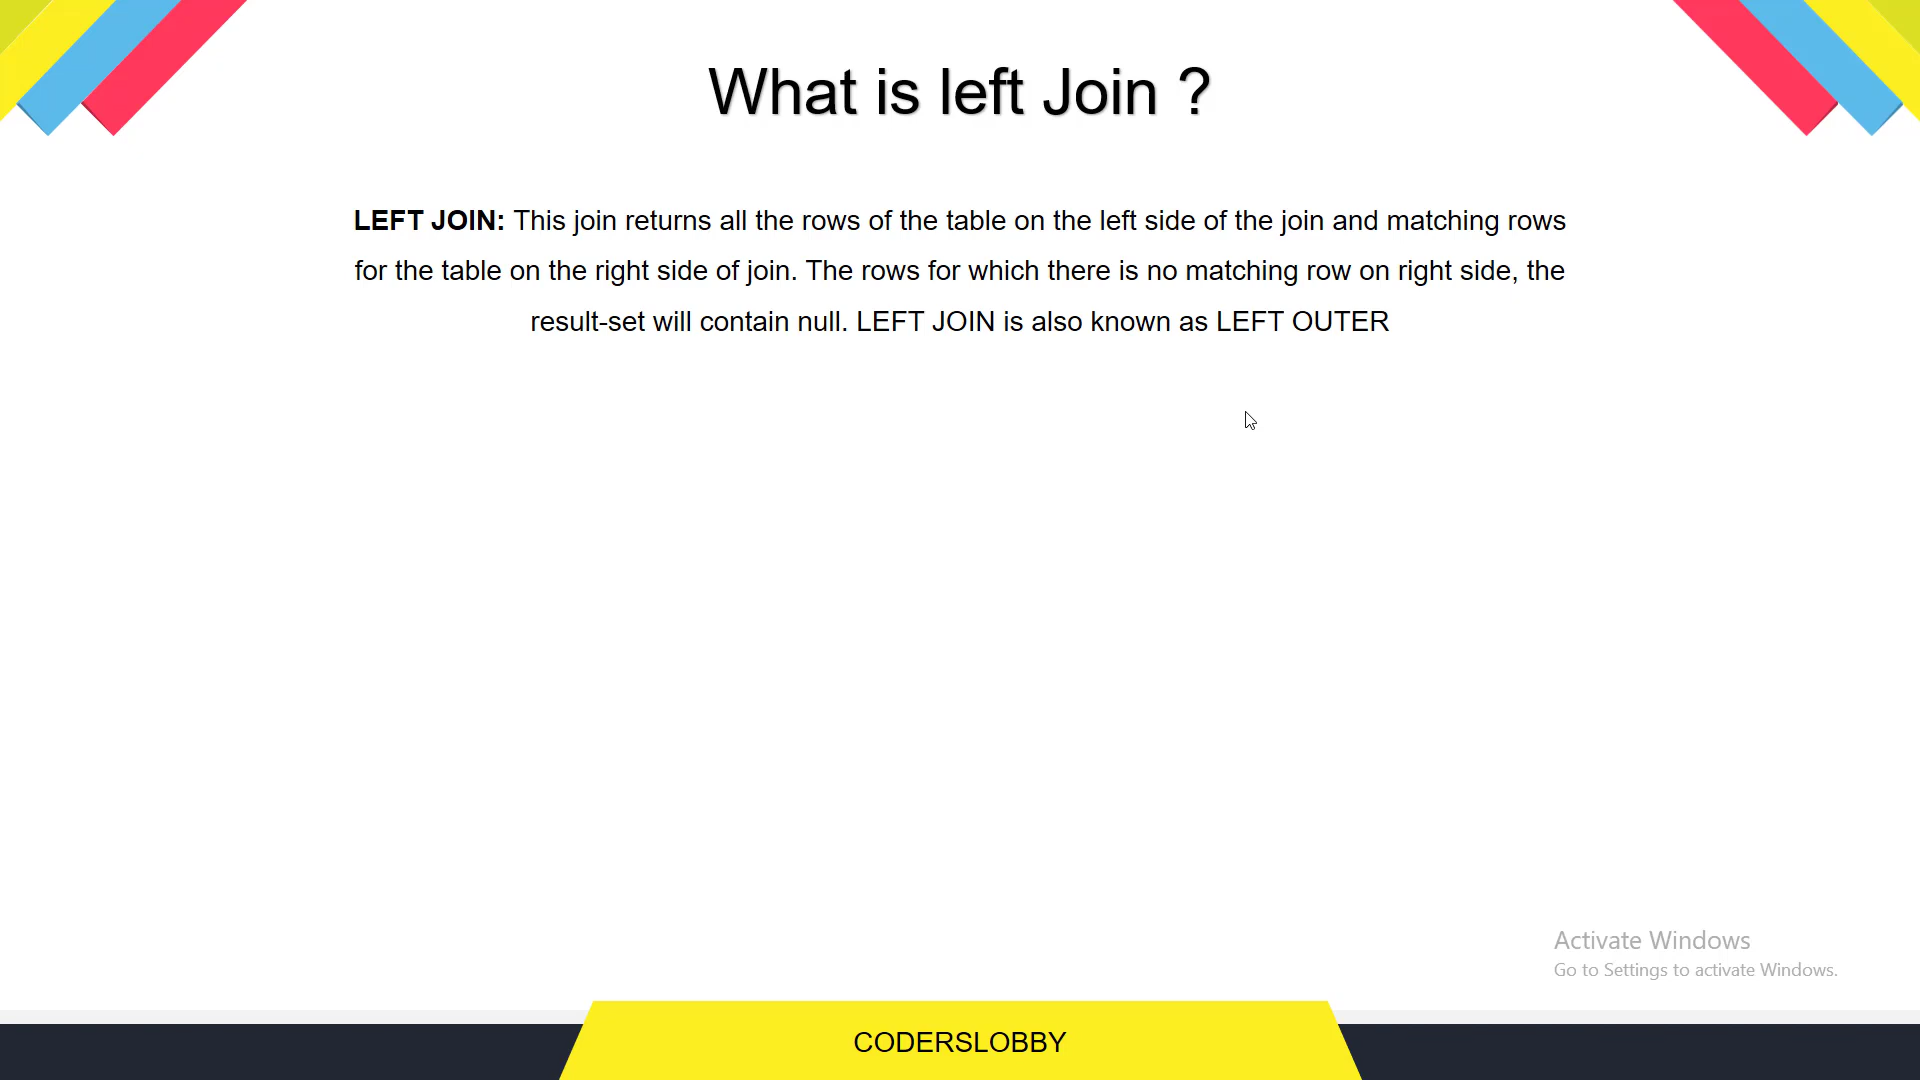 What is left Join ?
LEFT JOIN: This join returns all the rows of the table on the left side of the join and matching rows
for the table on the right side of join. The rows for which there is no matching row on right side, the
result-set will contain null. LEFT JOIN is also known as LEFT OUTER
Activate Windows
Go to Settings to activate Windows.
CODERSLOBBY